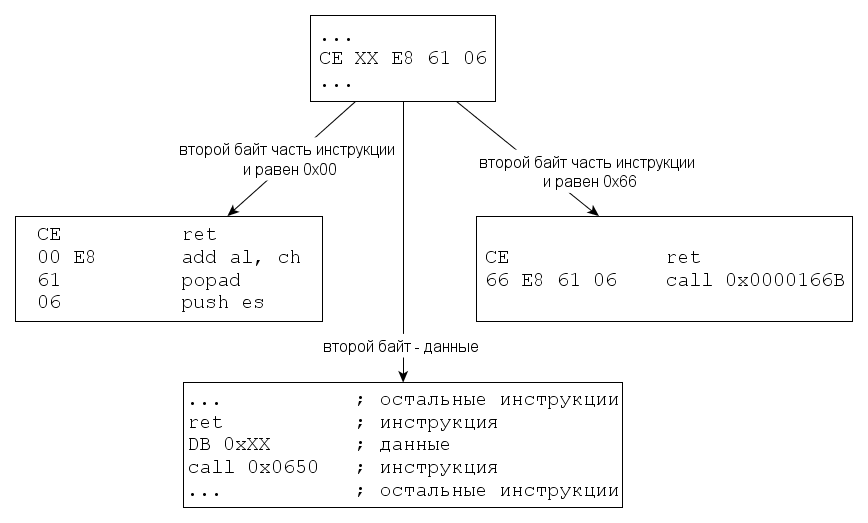 ...
CE XX E8 61 06
...
второй байт часть инструкции
и равен 0x00
второй байт часть инструкции
и равен 0x66
CE ret
00 E8 add al, ch
61 popad
06 push es
CE ret
66 E8 61 06 call 0x0000166B
второй байт - данные
... ; остальные инструкции
ret ; инструкция
DB 0xXX ; данные
call 0x0650 ; инструкция
... ; остальные инструкции